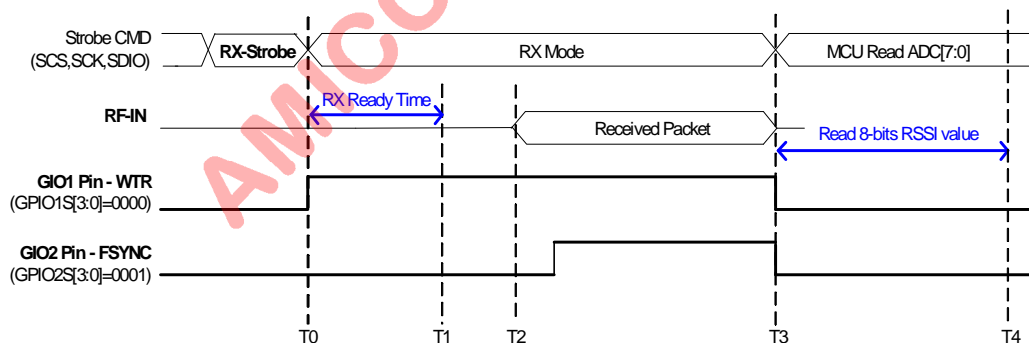 Strobe CMD
(SCS,SCK,SDIO)
RX-Strobe
RX Mode
MCU Read ADC[7:0]
RX Ready Time
RF-IN
Received Packet
Read 8-bits RSSI value
GIO1 Pin - WTR
(GPIO1S[3:0]=0000)
GIO2 Pin - FSYNC
(GPIO2S[3:0]=0001)
T0 T1 T2 T3 T4
AMICC